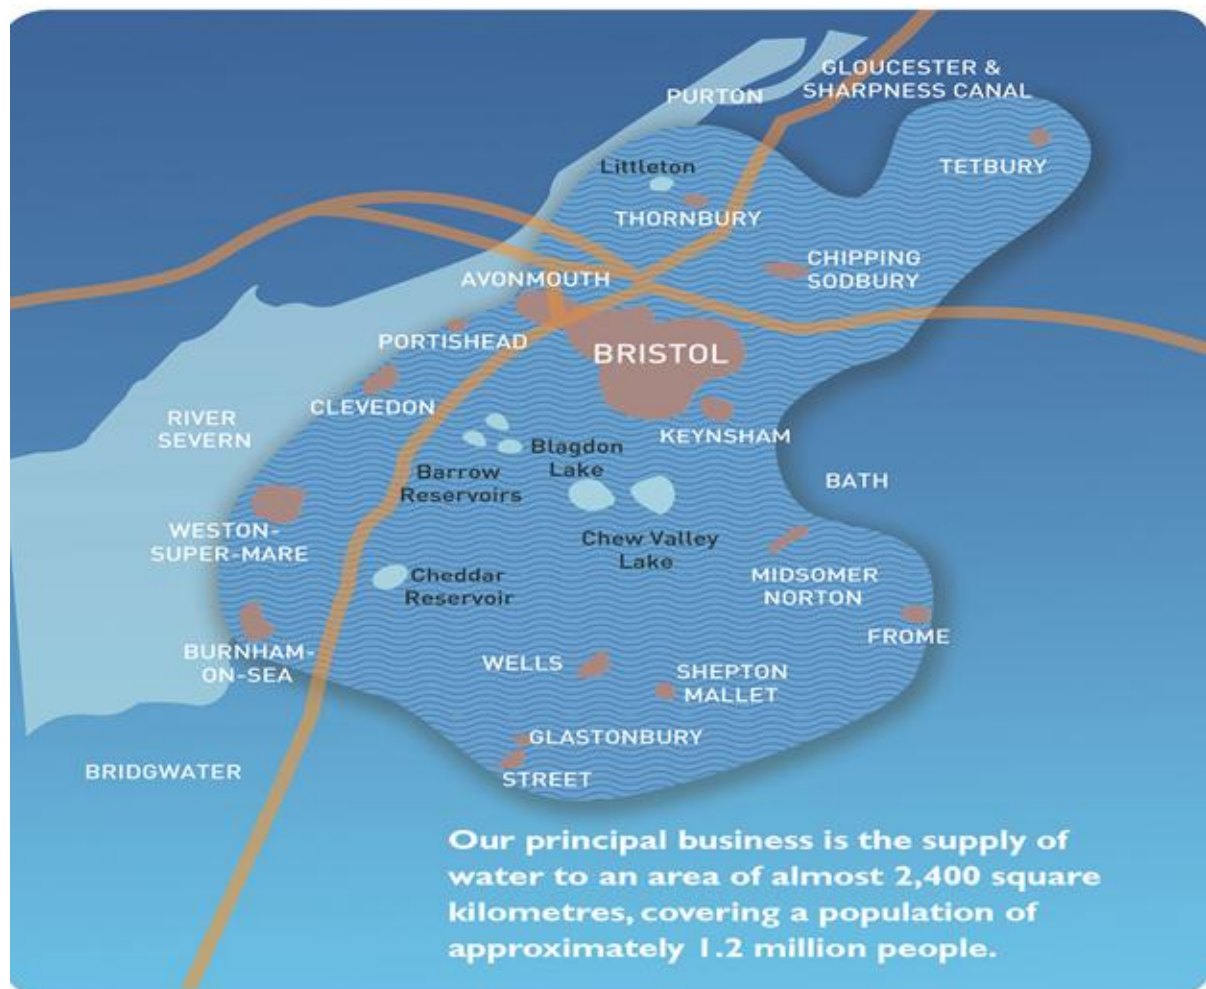 GLOUCESTER &
SHARPNESS CANAL
PURTON
TETBURY
Littleton
THORNBURY
CHIPPING
SODBURY
AVONMOUTH
PORTISHEAD
BRISTOL
CLEVEDON
RIVER
SEVERN
KEYNSHAM
Blagdon
Lake
Barrow
Reservoirs
BATH
WESTON-
SUPER-MARE
Chew Valley
Lake
Cheddar
Reservoir
MIDSOMER
NORTON
FROME
BURNHAM-
ON-SEA
WELLS
SHEPTON
MALLET
GLASTONBURY
STREET
BRIDGWATER
Our principal business is the supply of
water to an area of almost 2,400 square
kilometres, covering a population of
approximately 1.2 million people.